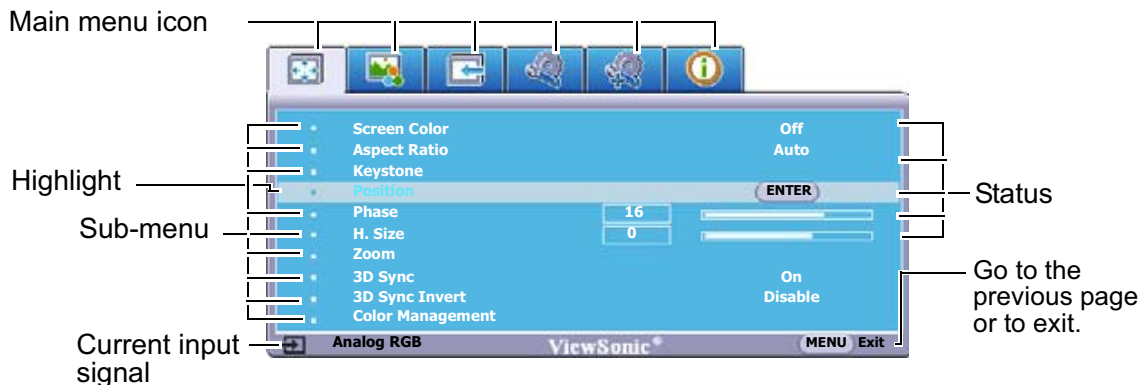 Main menu icon
Screen Color Off
Aspect Ratio Auto
Keystone
Highlight
Position ENTER
Status
Phase 16
Sub-menu
H. Size 0
Zoom
3D Sync On
3D Sync Invert Disable
Color Management
Go to the
previous page
or to exit.
Current input
signal
Analog RGB ViewSonic® MENU Exit